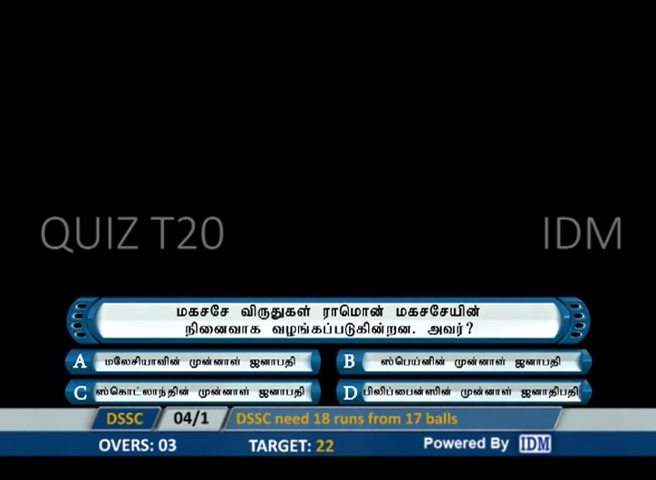 QUIZ T20 IDM
மகசசே விருதுகள் ராமொன் மகசசேயின்
நினைவாக வழங்கப்படுகின்றன. அவர்?
A மலேசியாவின் முன்னாள் ஜனாபதி
B ஸ்பெய்னின் முன்னாள் ஜனாபதி
C ஸ்கொட்லாந்தின் முன்னாள் ஜனாபதி
D பிலிப்பைன்ஸின் முன்னாள் ஜனாதிபதி
DSSC 04/1 DSSC need 18 runs from 17 balls
OVERS: 03 TARGET: 22 Powered By IDM